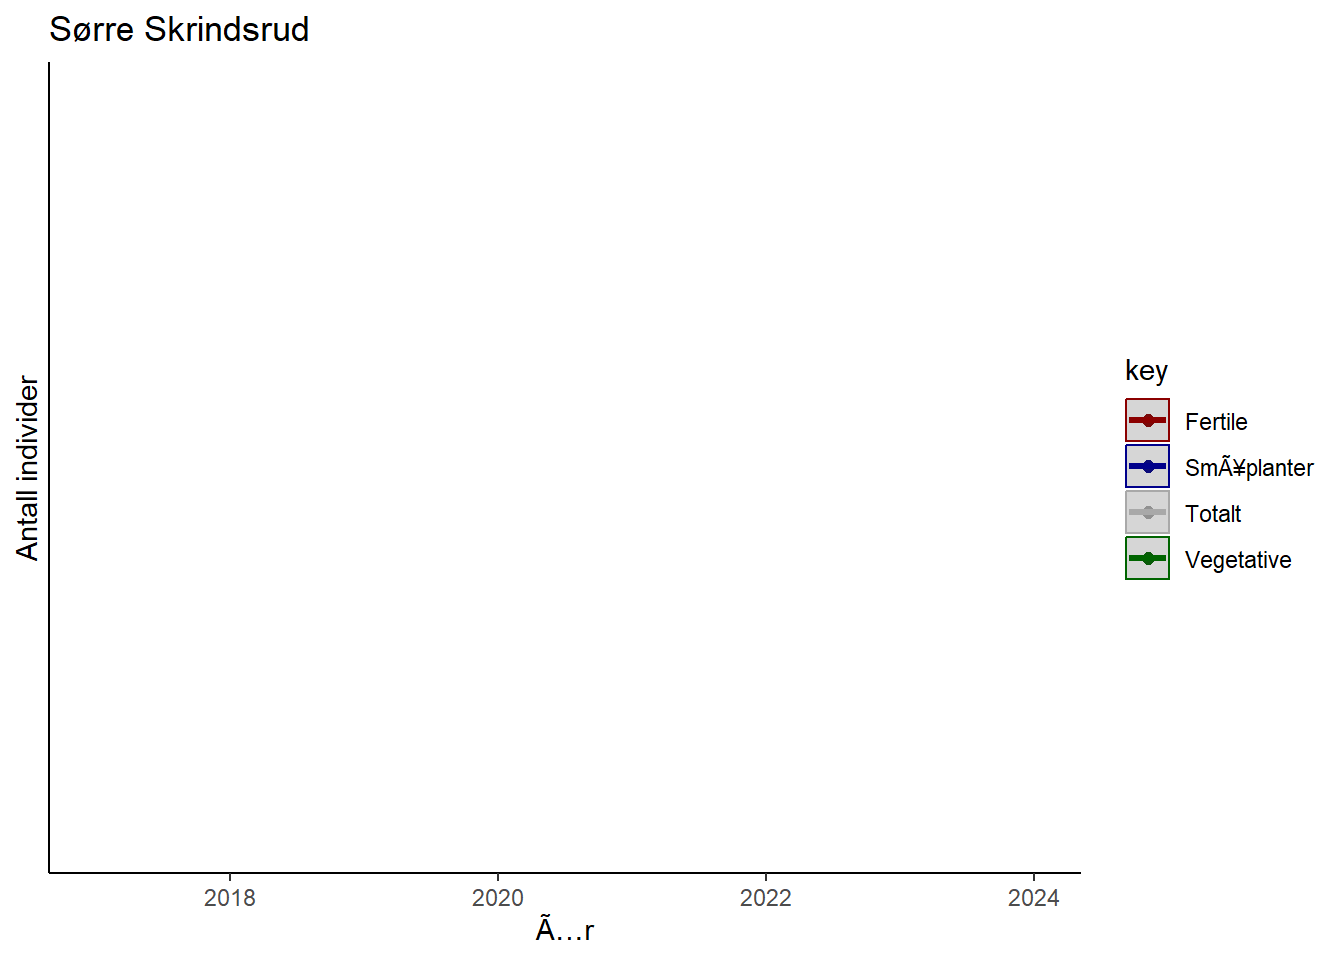 Sørre Skrindsrud
Antall individer
key
Fertile
SmÃ¥planter
Totalt
Vegetative
2018 2020 2022 2024
Ã…r